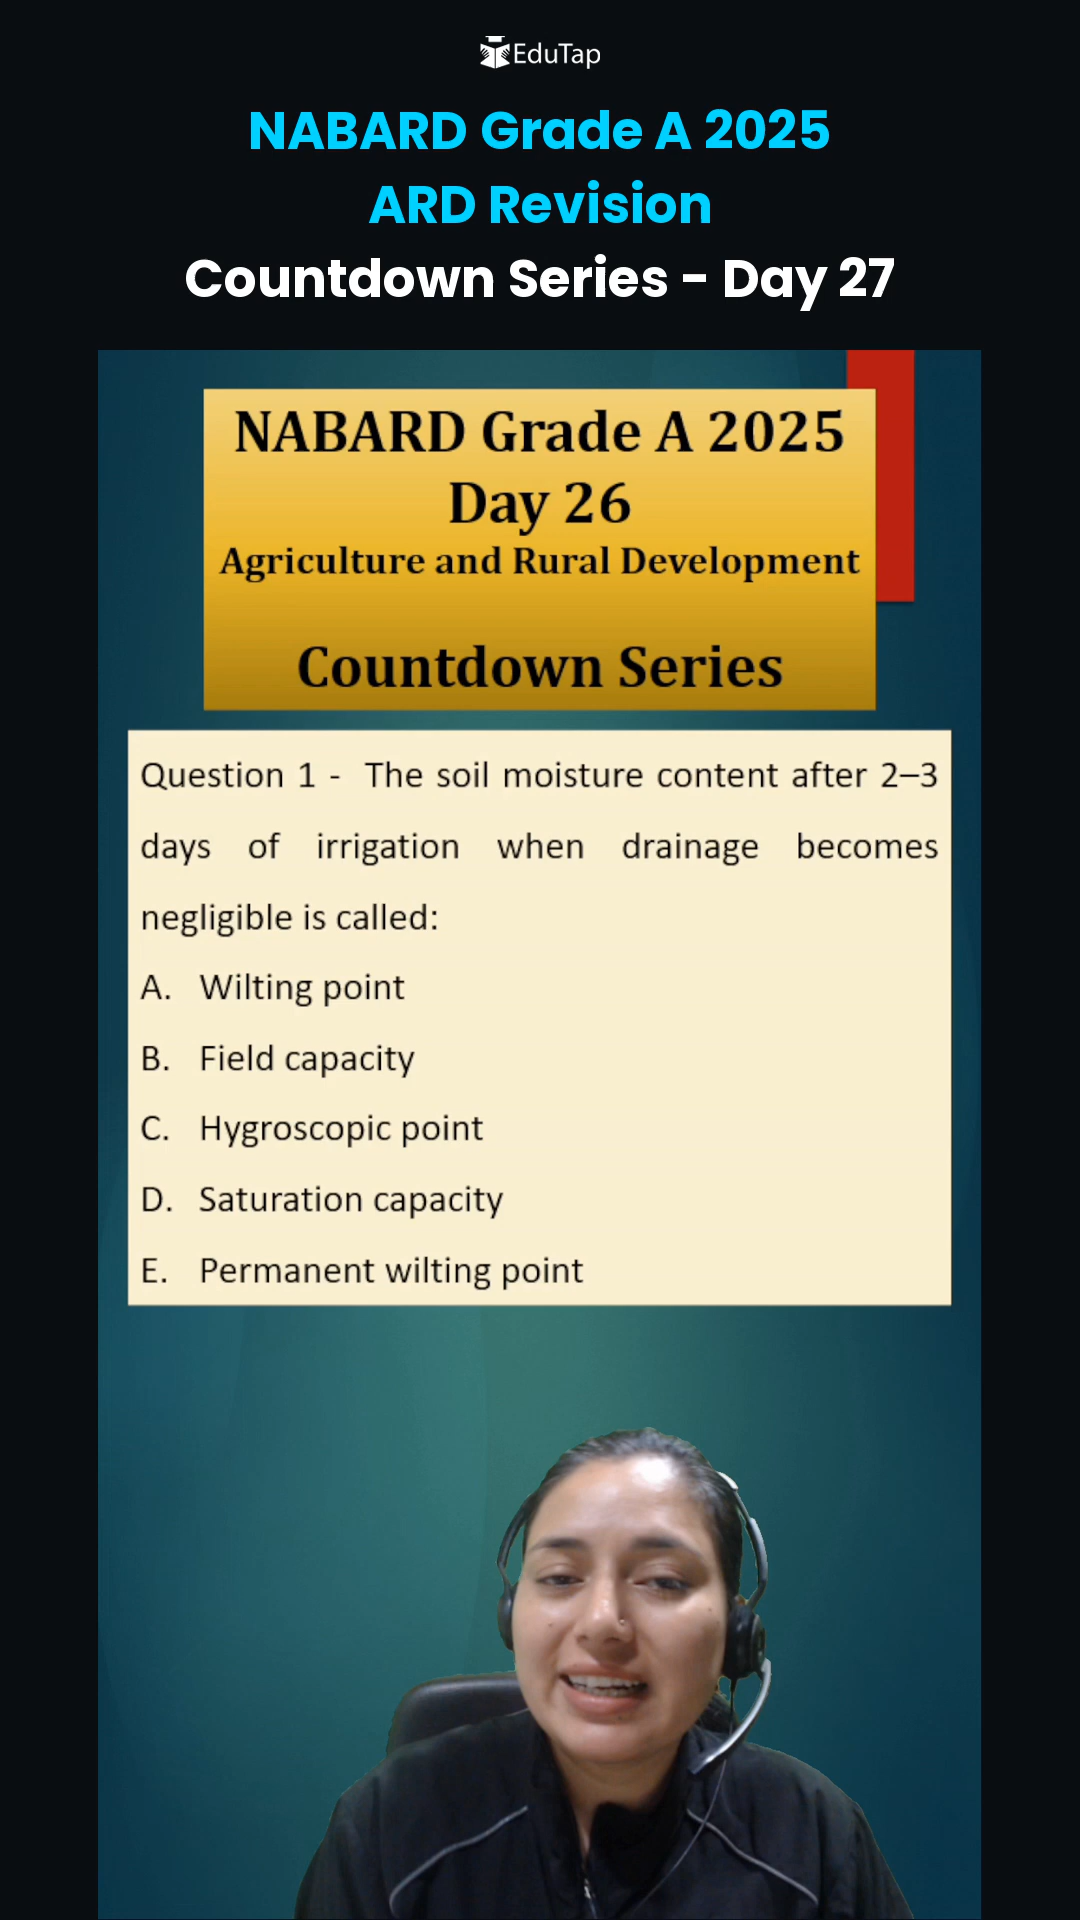 EduTap
NABARD Grade A 2025
ARD Revision
Countdown Series - Day 27
NABARD Grade A 2025
Day 26
Agriculture and Rural Development
Countdown Series
Question 1 - The soil moisture content after 2–3
days of irrigation when drainage becomes
negligible is called:
A. Wilting point
B. Field capacity
C. Hygroscopic point
D. Saturation capacity
E. Permanent wilting point